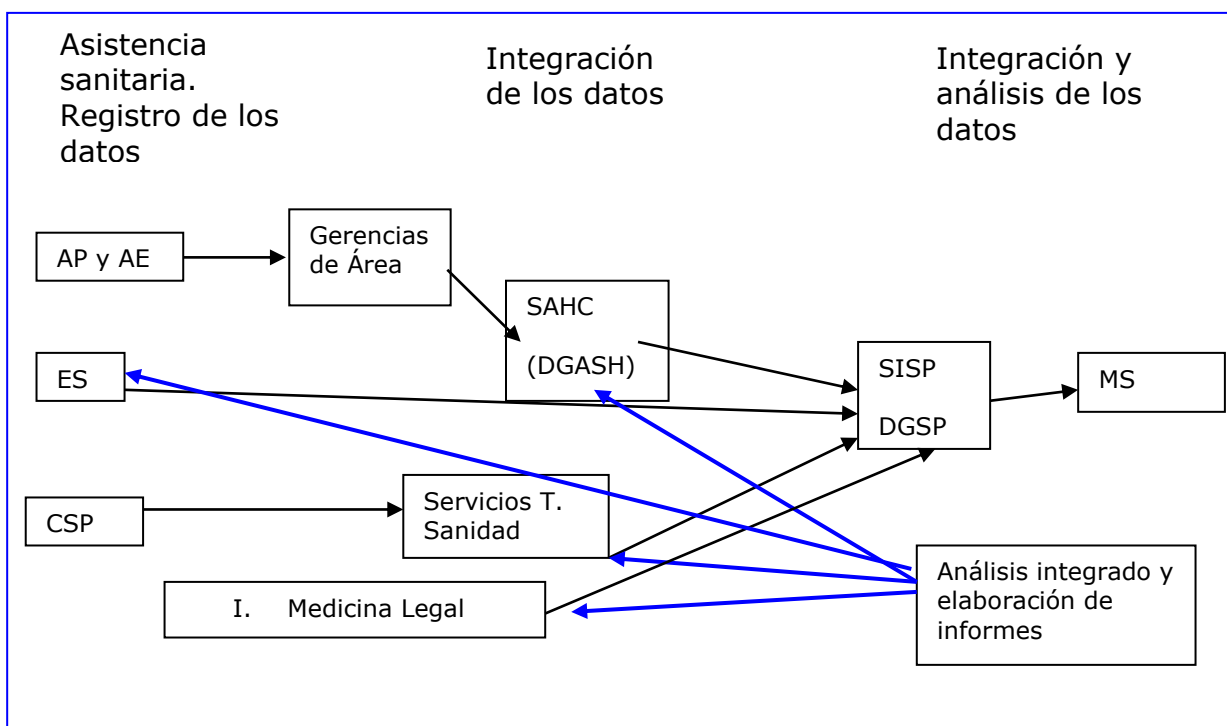 Asistencia
sanitaria.
Registro de los
datos
Integración
de los datos
Integración y
análisis de los
datos
AP y AE
Gerencias
de Área
SAHC
(DGASH)
ES
SISP
DGSP
MS
CSP
Servicios T.
Sanidad
I. Medicina Legal
Análisis integrado y
elaboración de
informes